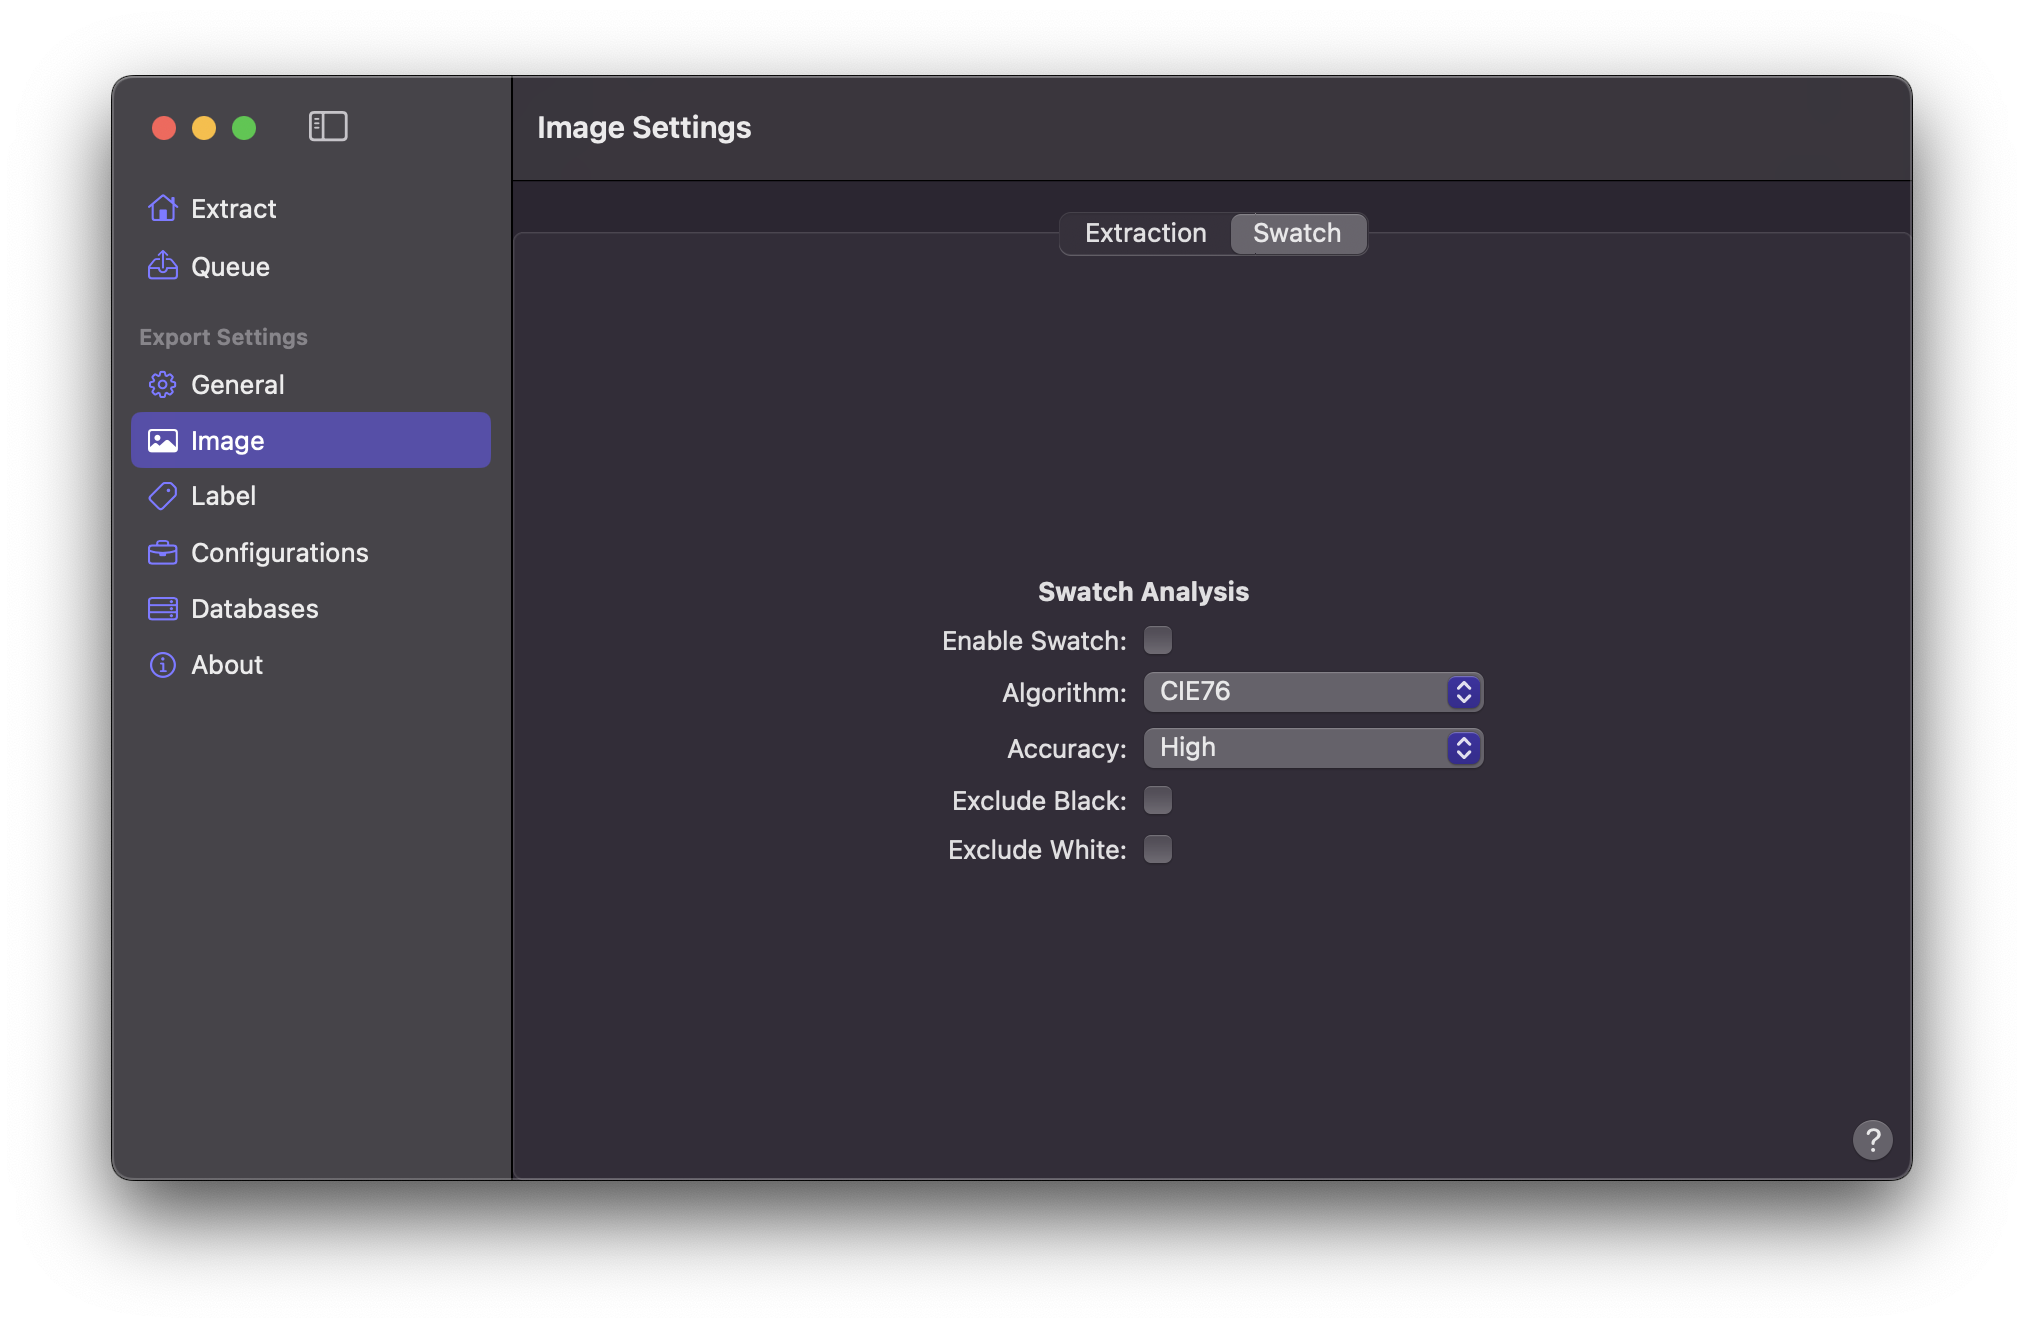 Image Settings
Extract
Queue
Export Settings
General
Image
Label
Configurations
Databases
About
Extraction Swatch
Swatch Analysis
Enable Swatch:
Algorithm: CIE76
Accuracy: High
Exclude Black:
Exclude White:
?